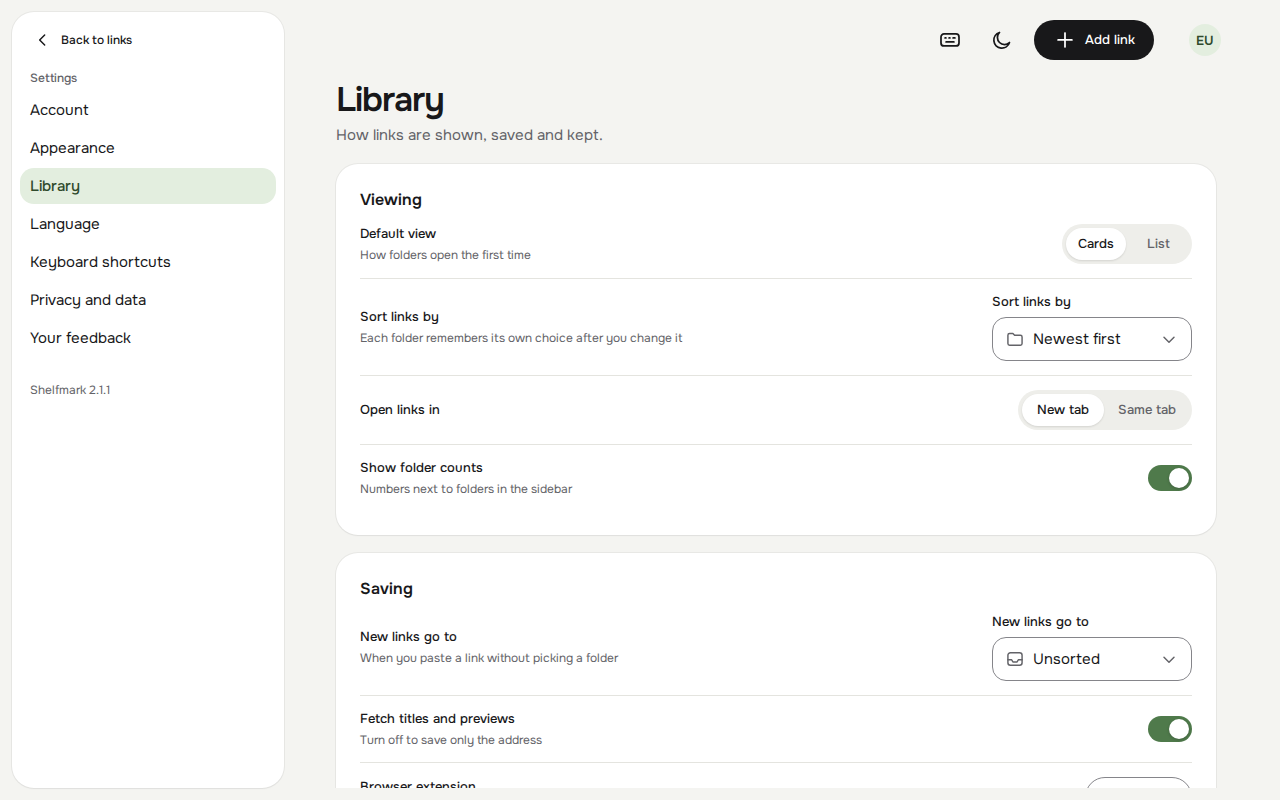 Back to links
Settings
Account
Appearance
Library
Language
Keyboard shortcuts
Privacy and data
Your feedback
Shelfmark 2.1.1
Add link
EU
Library
How links are shown, saved and kept.
Viewing
Default view
How folders open the first time
Cards
List
Sort links by
Each folder remembers its own choice after you change it
Sort links by
Newest first
Open links in
New tab
Same tab
Show folder counts
Numbers next to folders in the sidebar
Saving
New links go to
When you paste a link without picking a folder
New links go to
Unsorted
Fetch titles and previews
Turn off to save only the address
Browser extension